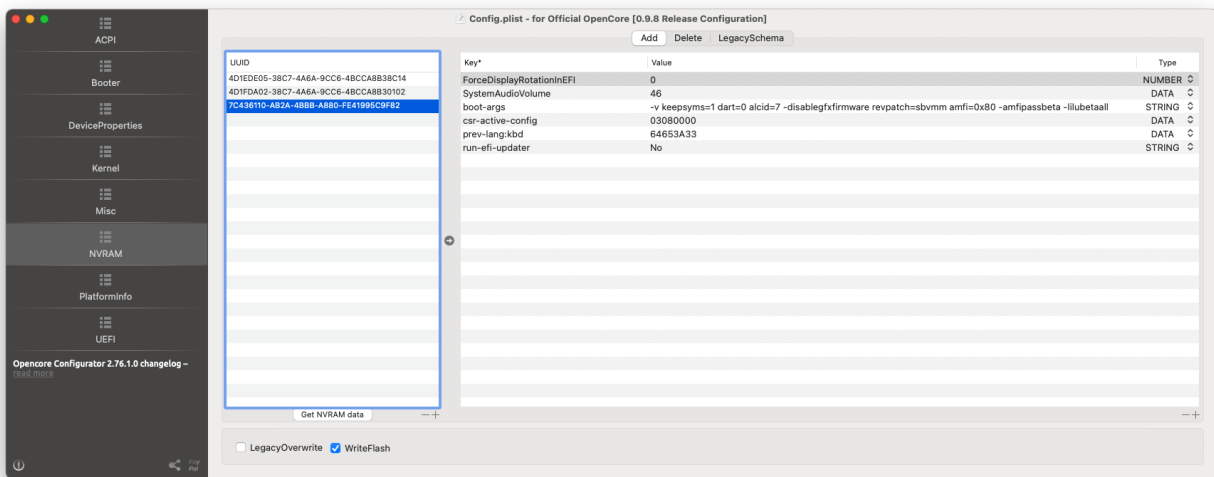 Config.plist - for Official OpenCore [0.9.8 Release Configuration]
ACPI
Booter
DeviceProperties
Kernel
Misc
NVRAM
PlatformInfo
UEFI
Opencore Configurator 2.76.1.0 changelog –
read more
PayPal
Add Delete LegacySchema
UUID
4D1EDE05-38C7-4A6A-9CC6-4BCCA8B38C14
4D1FDA02-38C7-4A6A-9CC6-4BCCA8B30102
7C436110-AB2A-4BBB-A880-FE41995C9F82
Get NVRAM data
Key* Value Type
ForceDisplayRotationInEFI 0 NUMBER
SystemAudioVolume 46 DATA
boot-args -v keepsyms=1 dart=0 alcid=7 -disablegfxfirmware revpatch=sbvmm amfi=0x80 -amfipassbeta -lilubetaall STRING
csr-active-config 03080000 DATA
prev-lang:kbd 64653A33 DATA
run-efi-updater No STRING
LegacyOverwrite WriteFlash